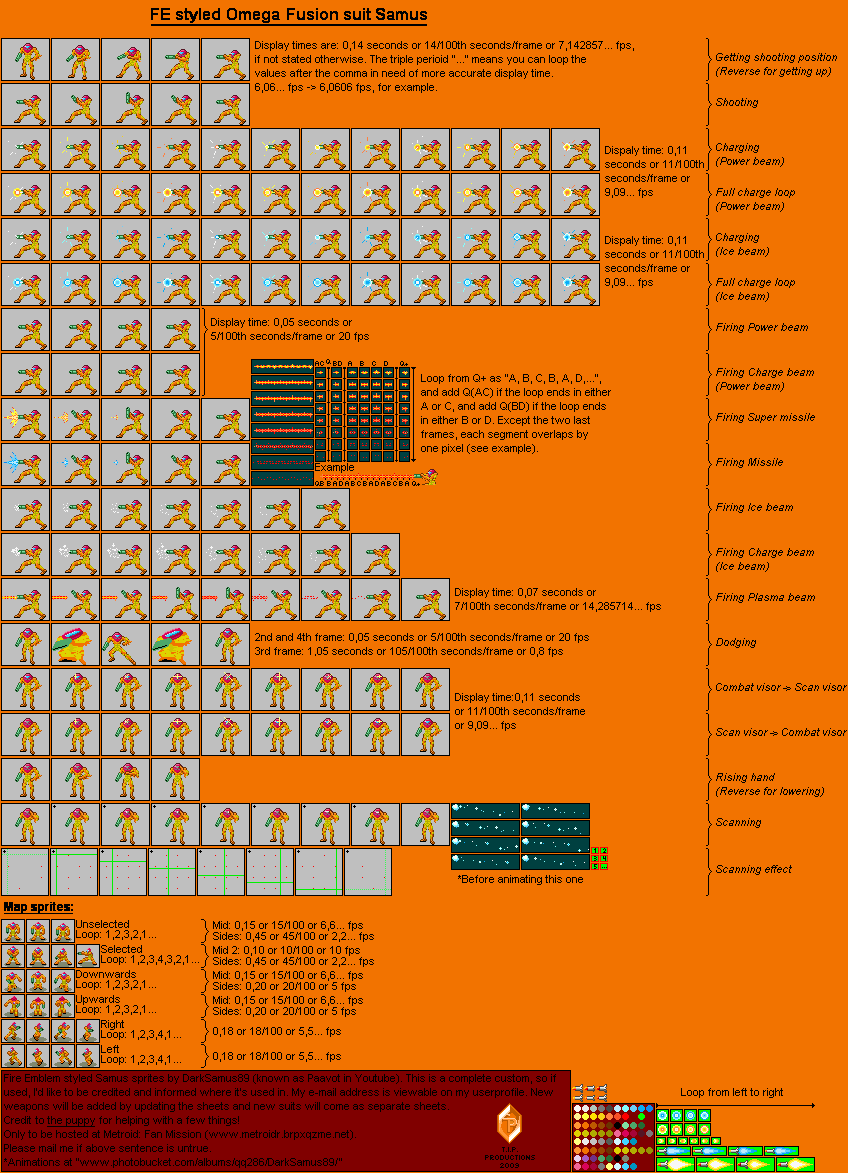 FE styled Omega Fusion suit Samus
Display times are: 0,14 seconds or 14/100th seconds/frame or 7,142857... fps,
if not stated otherwise. The triple perioid "..." means you can loop the
values after the comma in need of more accurate display time.
6,06... fps -> 6,0606 fps, for example.
Getting shooting position
(Reverse for getting up)
Shooting
Dispaly time: 0,11
seconds or 11/100th
seconds/frame or
9,09... fps
Charging
(Power beam)
Full charge loop
(Power beam)
Dispaly time: 0,11
seconds or 11/100th
seconds/frame or
9,09... fps
Charging
(Ice beam)
Full charge loop
(Ice beam)
Display time: 0,05 seconds or
5/100th seconds/frame or 20 fps
Firing Power beam
Firing Charge beam
(Power beam)
AC Q BD A B C D Q+
Loop from Q+ as "A, B, C, B, A, D,...",
and add Q(AC) if the loop ends in either
A or C, and add Q(BD) if the loop ends
in either B or D. Except the two last
frames, each segment overlaps by
one pixel (see example).
Example
Firing Super missile
Firing Missile
Firing Ice beam
Firing Charge beam
(Ice beam)
Display time: 0,07 seconds or
7/100th seconds/frame or 14,285714... fps
Firing Plasma beam
2nd and 4th frame: 0,05 seconds or 5/100th seconds/frame or 20 fps
3rd frame: 1,05 seconds or 105/100th seconds/frame or 0,8 fps
Dodging
Display time:0,11 seconds
or 11/100th seconds/frame
or 9,09... fps
Combat visor -> Scan visor
Scan visor -> Combat visor
Rising hand
(Reverse for lowering)
Scanning
*Before animating this one
Scanning effect
Map sprites:
Unselected
Loop: 1,2,3,2,1...
Mid: 0,15 or 15/100 or 6,6... fps
Sides: 0,45 or 45/100 or 2,2... fps
Selected
Loop: 1,2,3,4,3,2,1...
Mid 2: 0,10 or 10/100 or 10 fps
Sides: 0,45 or 45/100 or 2,2... fps
Downwards
Loop: 1,2,3,2,1...
Mid: 0,15 or 15/100 or 6,6... fps
Sides: 0,20 or 20/100 or 5 fps
Upwards
Loop: 1,2,3,2,1...
Mid: 0,15 or 15/100 or 6,6... fps
Sides: 0,20 or 20/100 or 5 fps
Right
Loop: 1,2,3,4,1...
0,18 or 18/100 or 5,5... fps
Left
Loop: 1,2,3,4,1...
0,18 or 18/100 or 5,5... fps
Fire Emblem styled Samus sprites by DarkSamus89 (known as Paavot in Youtube). This is a complete custom, so if
used, I'd like to be credited and informed where it's used in. My e-mail address is viewable on my use profile. New
weapons will be added by updating the sheets and new suits will come as separate sheets.
Credit to the puppy for helping with a few things!
Only to be hosted at Metroid: Fan Mission
Please mail me if above sentence is untrue.
*Animations at
PRODUCTIONS
2009
Loop from left to right